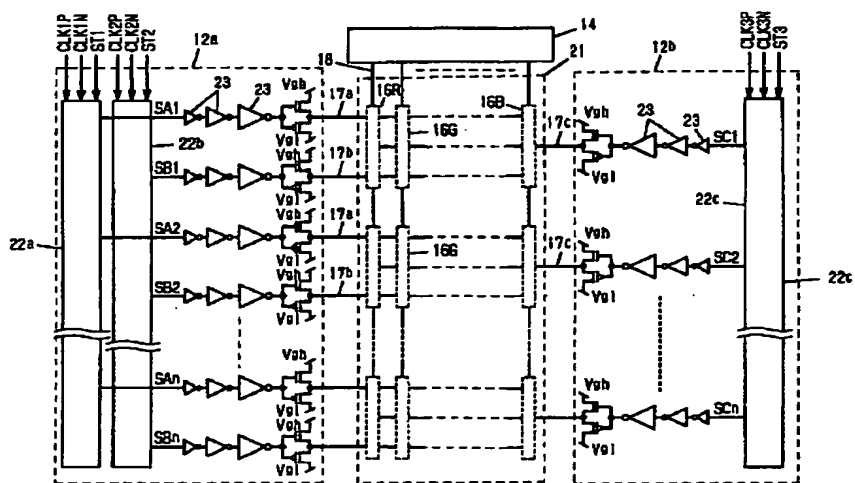 CLK1P
CLK1N
ST1
CLK2P
CLK2N
ST2
12a
14
18
21
12b
CLK3P
CLK3N
ST3
23
23
Vgh
17a
16R
16B
SA1
22b
Vgl
Vgh
16G
17c
Vgh
23
23
SC1
SB1
17b
Vgl
Vgl
22c
22a
SA2
Vgh
17a
16G
17c
Vgh
SC2
22c
Vgl
Vgh
SB2
17b
Vgl
Vgl
Vgh
SAn
Vgl
Vgh
Vgh
SCn
SBn
Vgl
Vgl